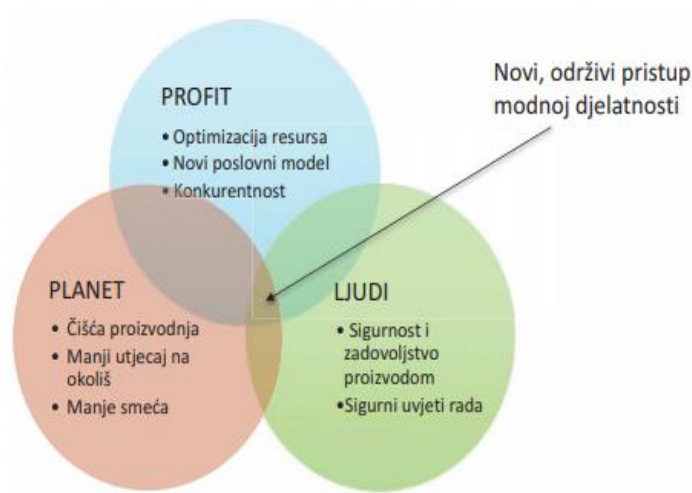 Novi, održivi pristup
modnoj djelatnosti
PROFIT
• Optimizacija resursa
• Novi poslovni model
• Konkurentnost
PLANET
• Čišća proizvodnja
• Manji utjecaj na
okoliš
• Manje smeća
LJUDI
• Sigurnost i
zadovoljstvo
proizvodom
•Sigurni uvjeti rada